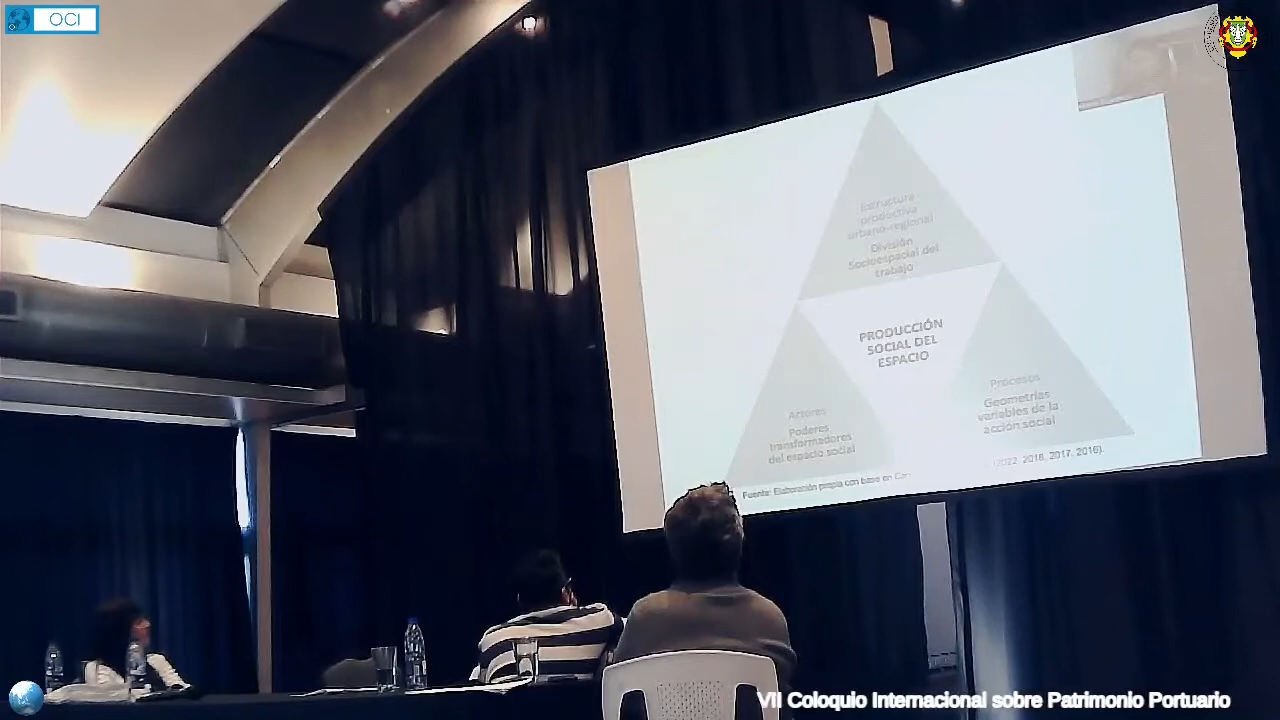 OCI
Estructura
productiva
urbano-regional
División
Socioespacial del
trabajo
PRODUCCIÓN
SOCIAL DEL
ESPACIO
Actores
Poderes
transformadores
del espacio social
Procesos
Geometrías
variables de la
acción social
Fuente: Elaboración propia con base en
2022, 2018, 2017, 2016).
VII Coloquio Internacional sobre Patrimonio Portuario